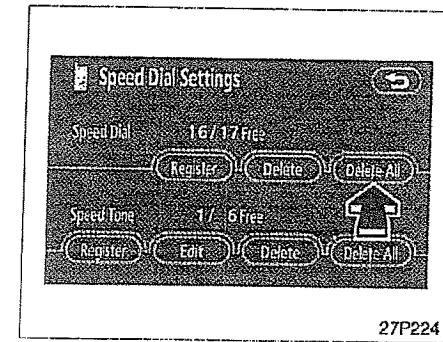 Speed Dial Settings
Speed Dial 16/17 Free
Register Delete Delete All
Speed Tone 1/ 6 Free
Register Edit Delete Delete All
27P224